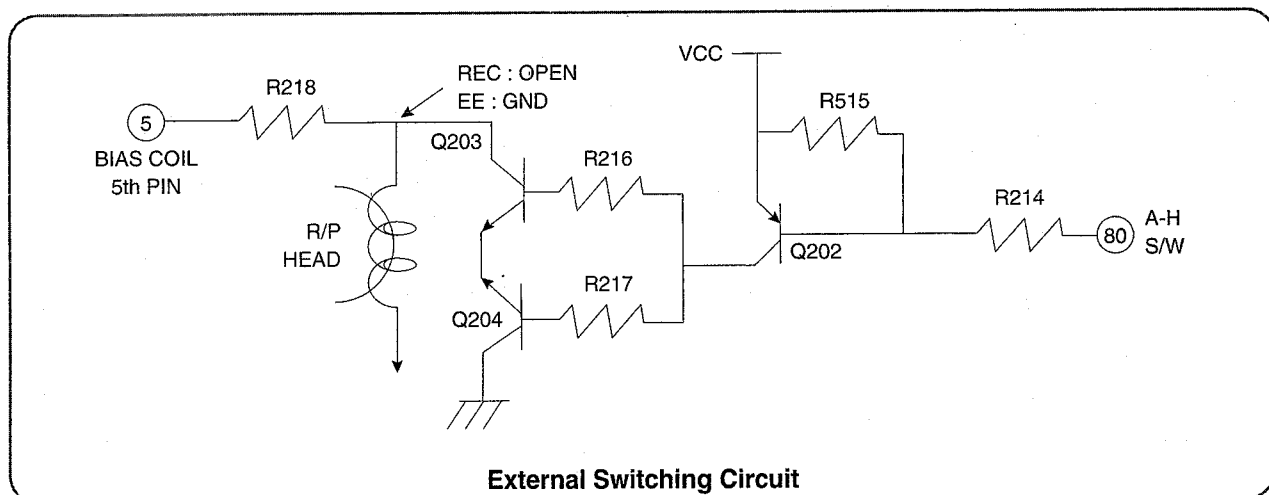 VCC
REC : OPEN
EE : GND
R218
R515
5
Q203
BIAS COIL
5th PIN
R216
R214
80
A-H
S/W
R/P
HEAD
Q202
R217
Q204
External Switching Circuit